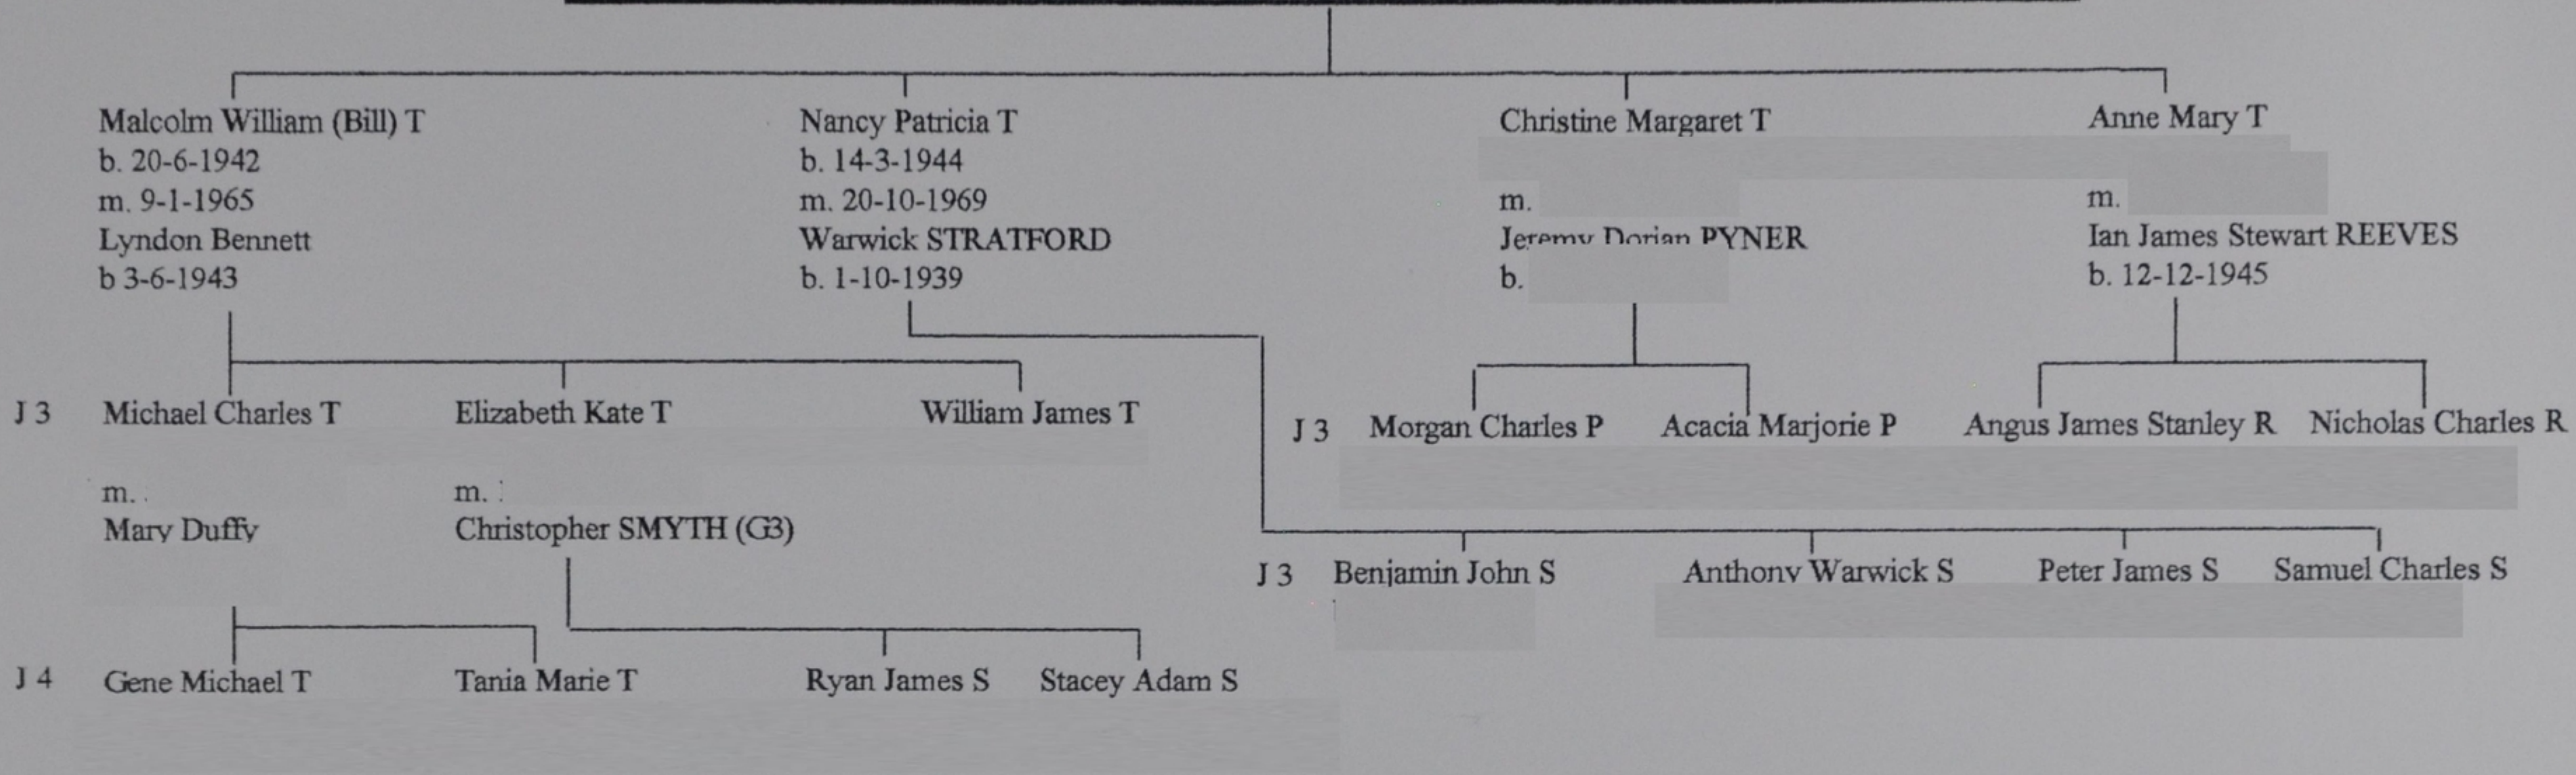 Malcolm William (Bill) T
b. 20-6-1942
m. 9-1-1965
Lyndon Bennett
b 3-6-1943
Nancy Patricia T
b. 14-3-1944
m. 20-10-1969
Warwick STRATFORD
b. 1-10-1939
Christine Margaret T
m.
Jeremy Dorian PYNER
b.
Anne Mary T
m.
Ian James Stewart REEVES
b. 12-12-1945
J 3
Michael Charles T
m.
Mary Duffy
Elizabeth Kate T
m.
Christopher SMYTH (G3)
William James T
J 3
Morgan Charles P
Acacia Marjorie P
Angus James Stanley R
Nicholas Charles R
J 3
Benjamin John S
Anthony Warwick S
Peter James S
Samuel Charles S
J 4
Gene Michael T
Tania Marie T
Ryan James S
Stacey Adam S